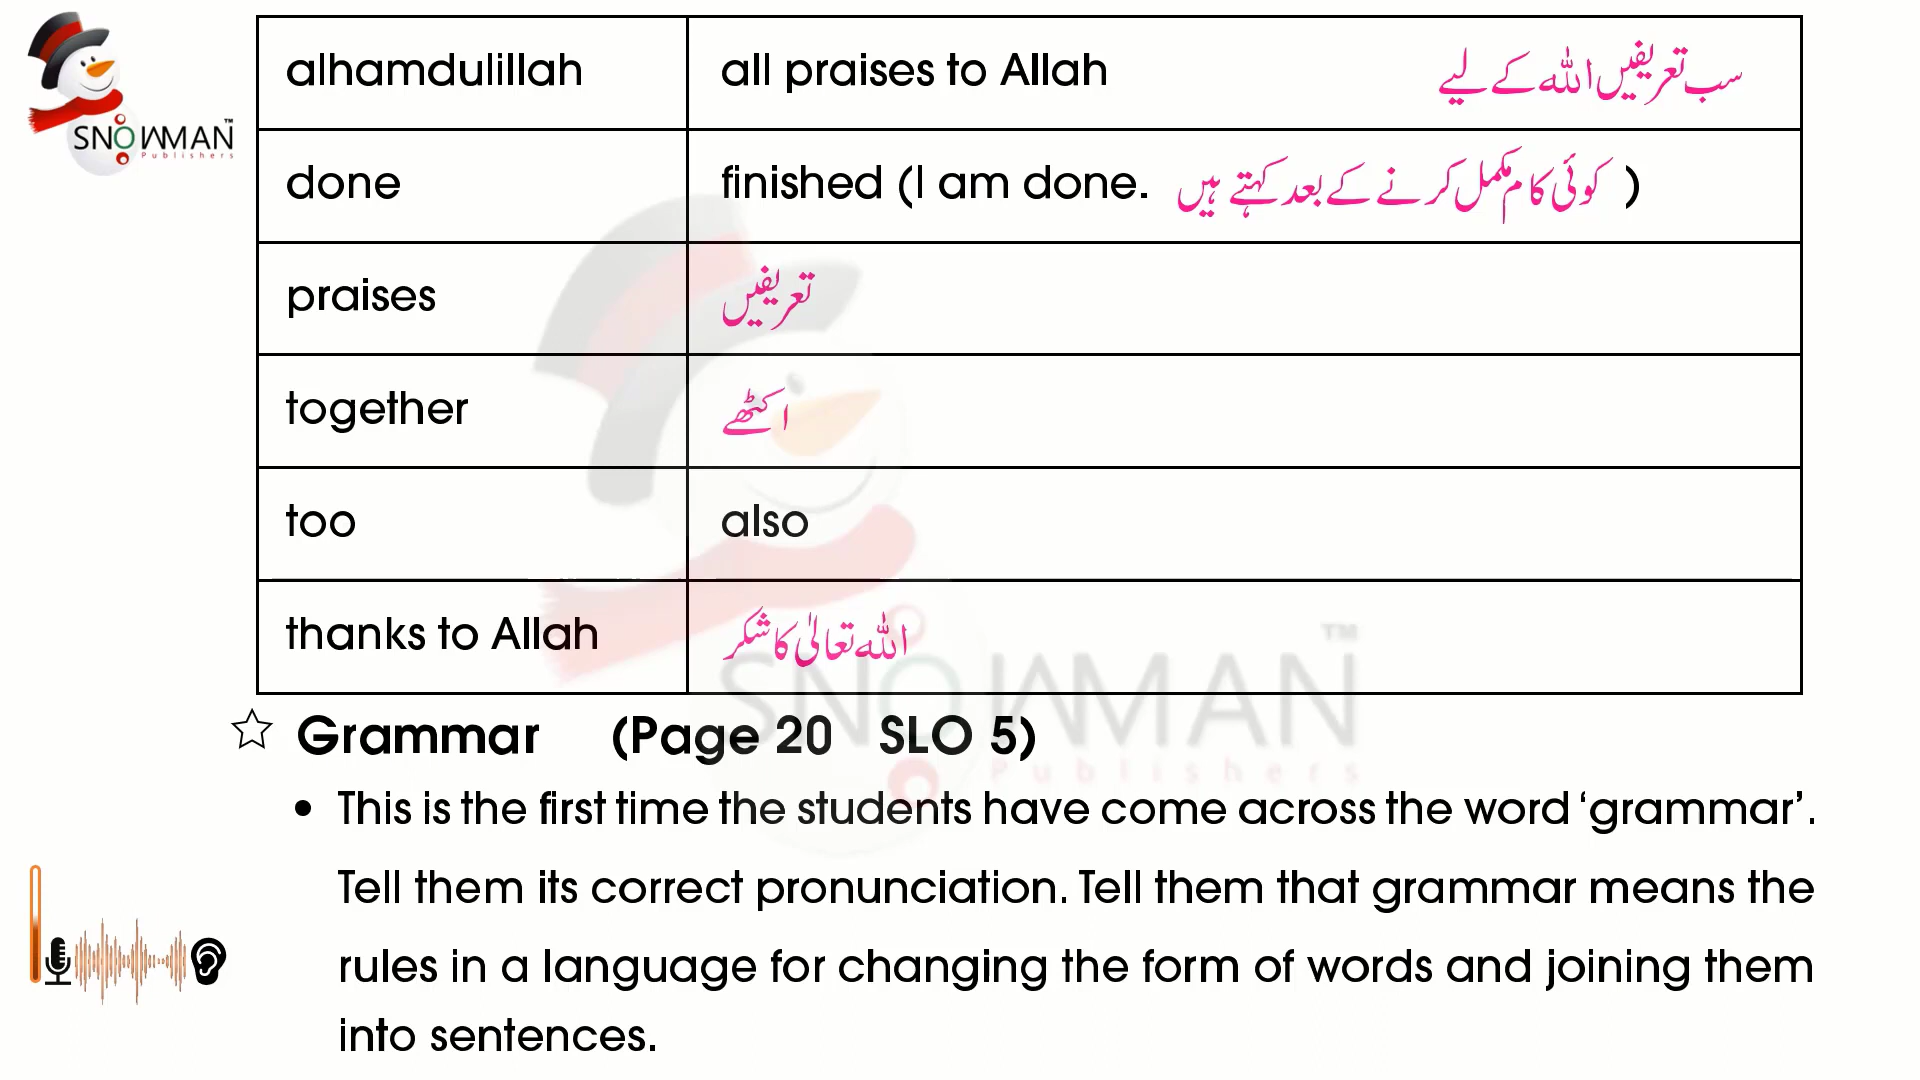 SNOWMAN™
Publishers
alhamdulillah all praises to Allah سب تعریفیں اللہ کے لیے
done finished (I am done. کوئی کام مکمل کرنے کے بعد کہتے ہیں )
praises تعریفیں
together اکٹھے
too also
thanks to Allah اللہ تعالیٰ کا شکر
SNOWMAN™
Publishers
☆ Grammar (Page 20 SLO 5)
• This is the first time the students have come across the word ‘grammar’.
Tell them its correct pronunciation. Tell them that grammar means the
rules in a language for changing the form of words and joining them
into sentences.